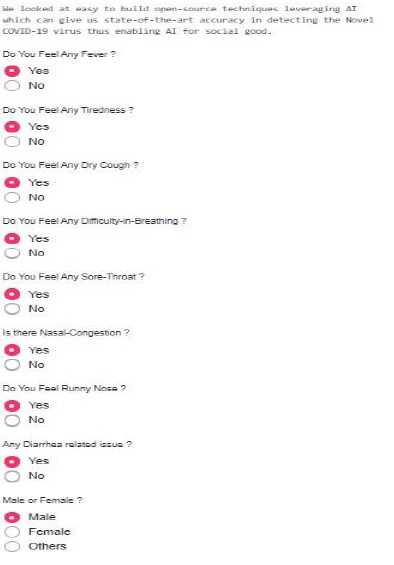 We looked at easy to build open-source techniques leveraging AI
which can give us state-of-the-art accuracy in detecting the Novel
COVID-19 virus thus enabling AI for social good.
Do You Feel Any Fever ?
Yes
No
Do You Feel Any Tiredness ?
Yes
No
Do You Feel Any Dry Cough ?
Yes
No
Do You Feel Any Difficulty-in-Breathing ?
Yes
No
Do You Feel Any Sore-Throat ?
Yes
No
Is there Nasal-Congestion ?
Yes
No
Do You Feel Runny Nose ?
Yes
No
Any Diarrhea related issue ?
Yes
No
Male or Female ?
Male
Female
Others